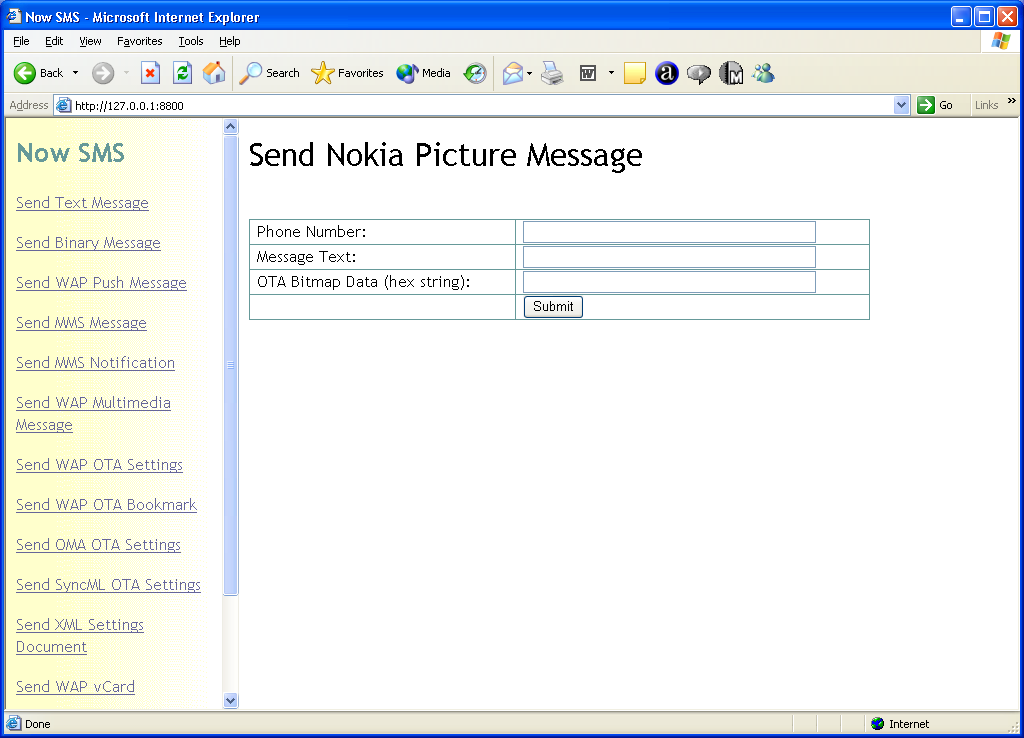 Now SMS - Microsoft Internet Explorer
File Edit View Favorites Tools Help
Back Search Favorites Media
Address http://127.0.0.1:8800 Go Links »
Now SMS
Send Text Message
Send Binary Message
Send WAP Push Message
Send MMS Message
Send MMS Notification
Send WAP Multimedia
Message
Send WAP OTA Settings
Send WAP OTA Bookmark
Send OMA OTA Settings
Send SyncML OTA Settings
Send XML Settings
Document
Send WAP vCard
Send Nokia Picture Message
Phone Number:
Message Text:
OTA Bitmap Data (hex string):
Submit
Done Internet